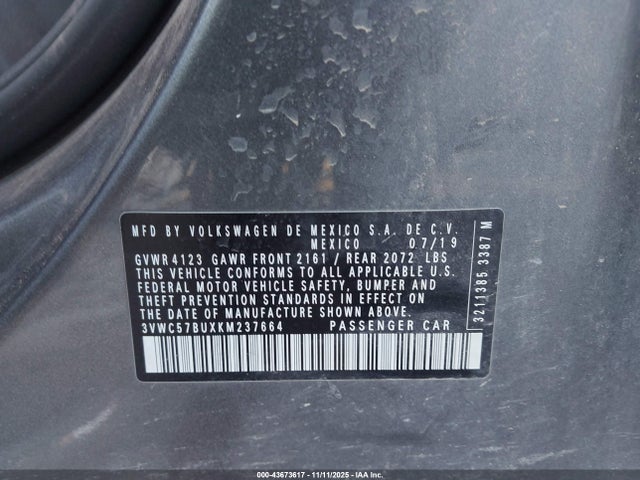 MFD BY VOLKSWAGEN DE MEXICO S.A. DE C.V.
MEXICO 07/19
GVWR 4123 GAWR FRONT 2161 / REAR 2072 LBS
THIS VEHICLE CONFORMS TO ALL APPLICABLE U.S.
FEDERAL MOTOR VEHICLE SAFETY, BUMPER AND
THEFT PREVENTION STANDARDS IN EFFECT ON
THE DATE OF MANUFACTURE SHOWN ABOVE.
3VWC57BUXKM237664 PASSENGER CAR
3211385 3387 M
000-43673617 - 11/11/2025 - IAA Inc.